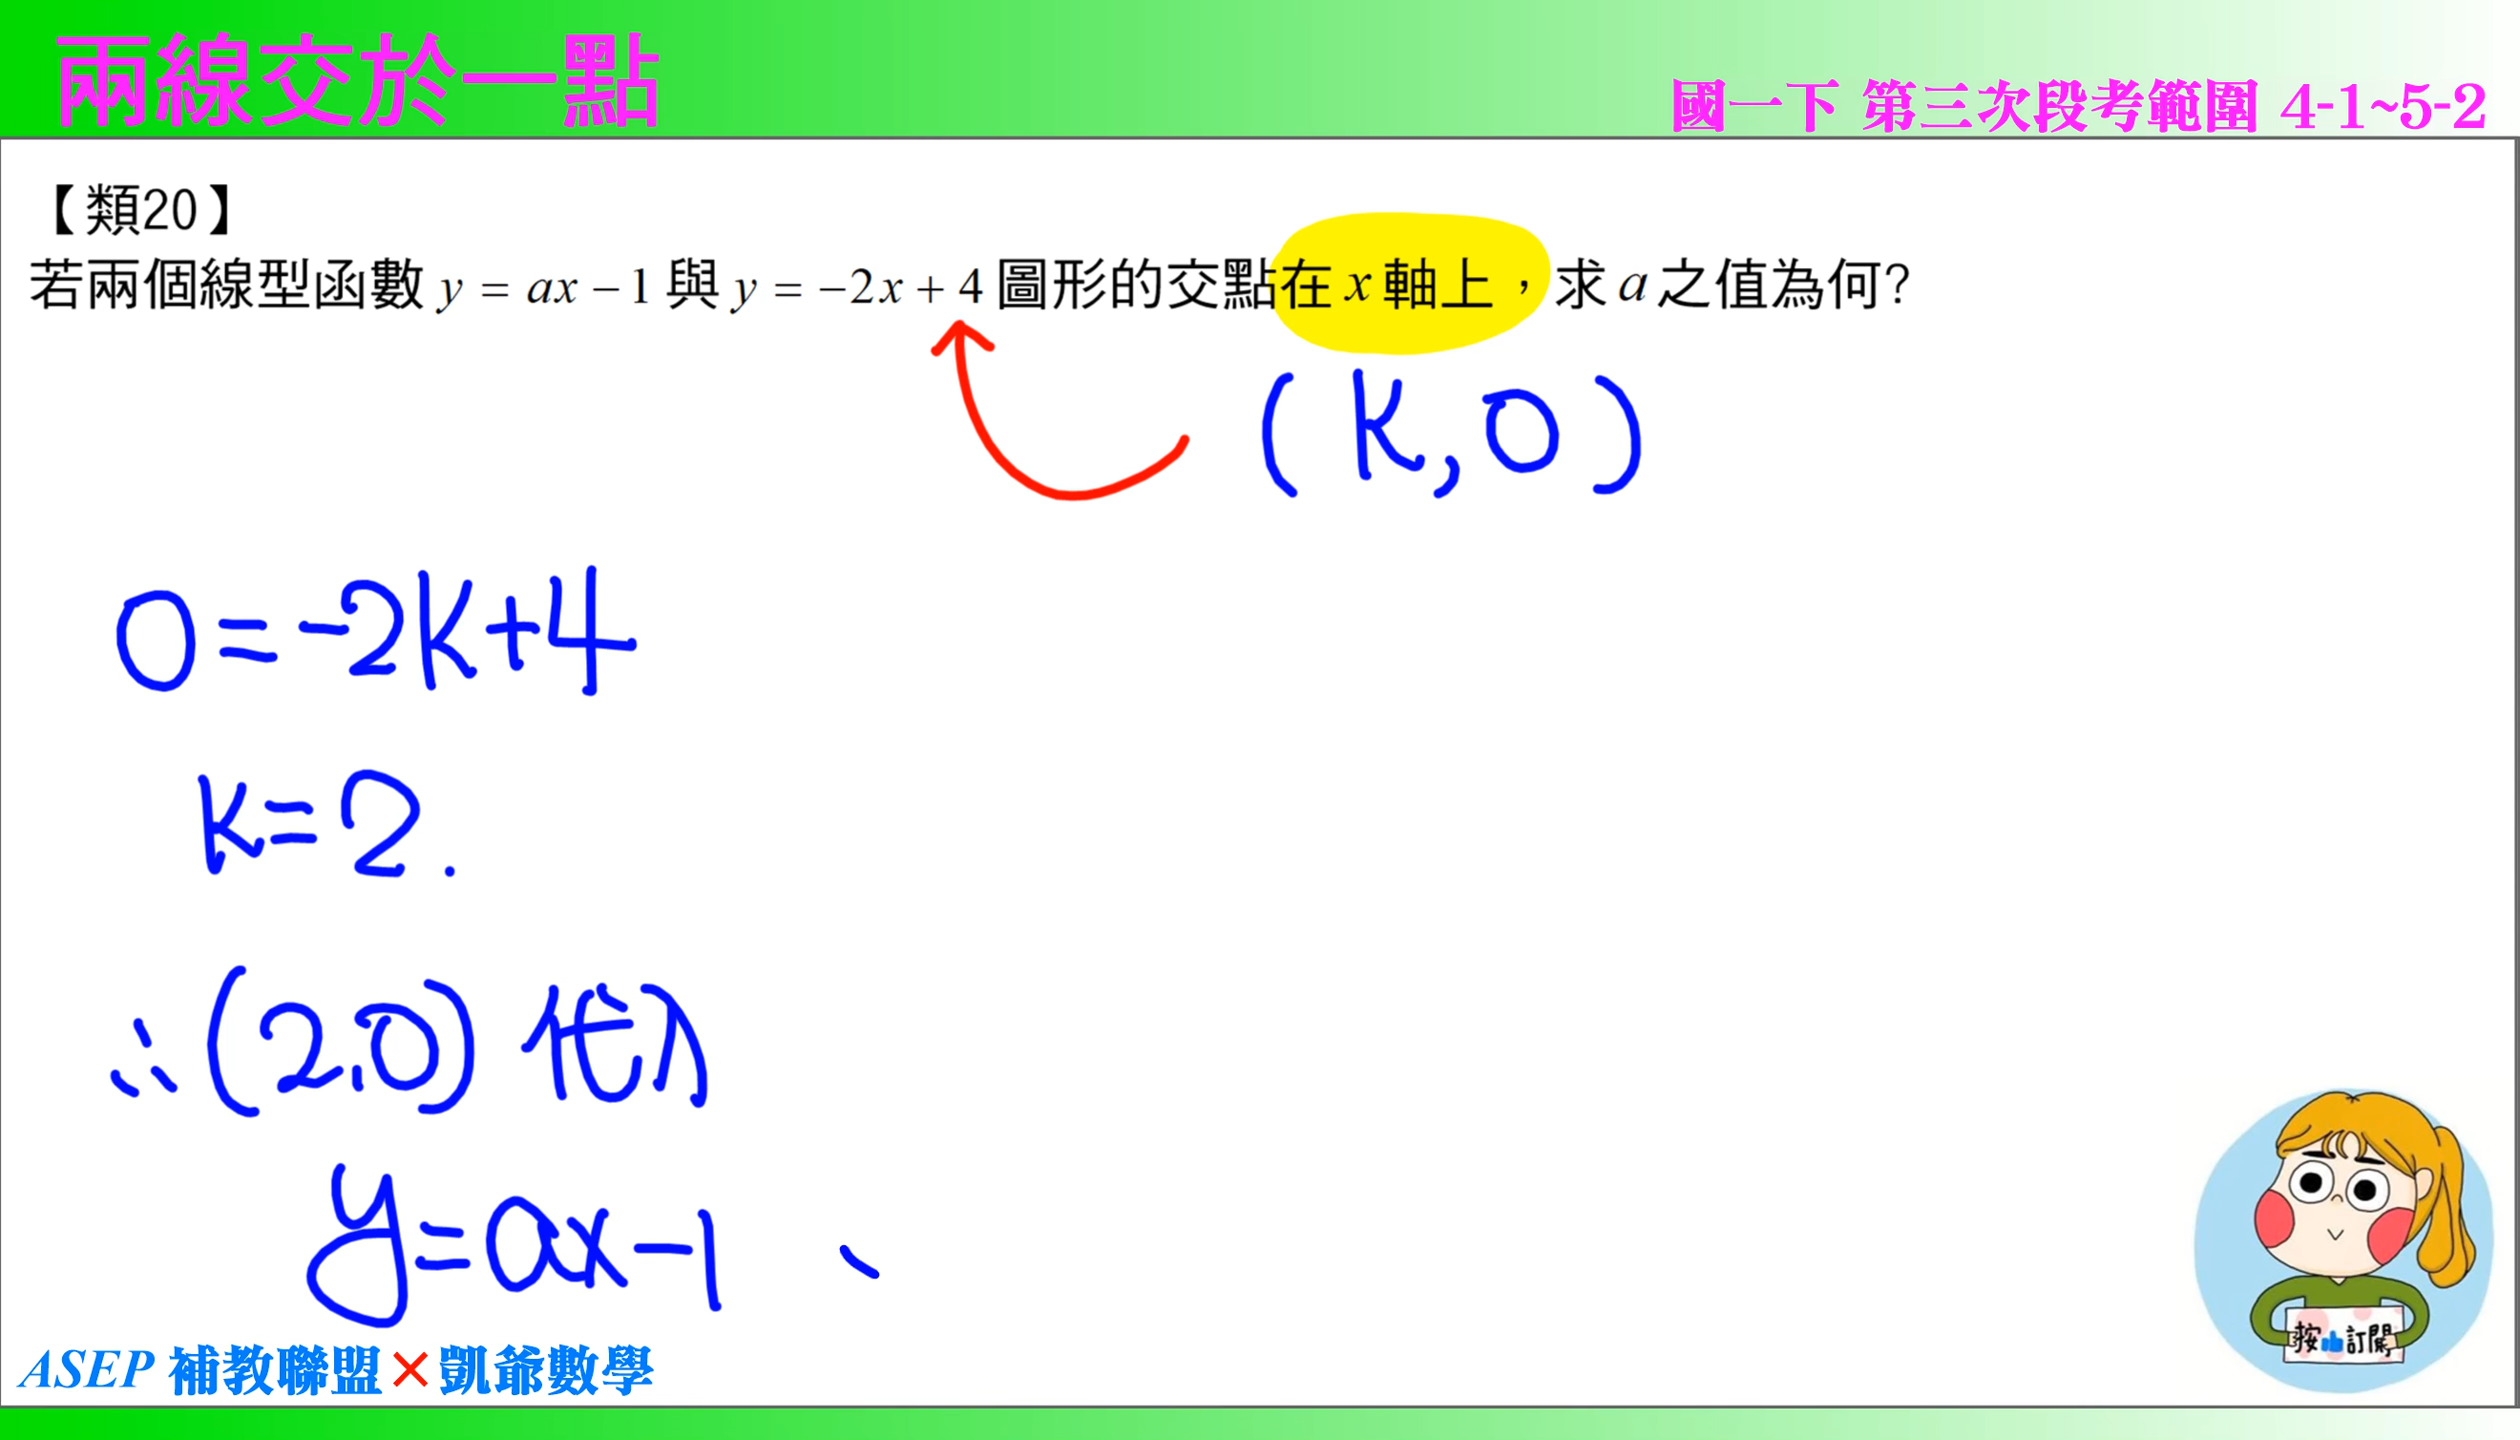 兩線交於一點
國一下 第三次段考範圍 4-1~5-2
【類20】
若兩個線型函數 y = ax − 1 與 y = −2x + 4 圖形的交點在 x 軸上，求 a 之值為何?
(k,0)
0=-2k+4
k=2.
∴(2,0) 代入
y=ax-1
ASEP 補教聯盟×凱爺數學
按 訂閱